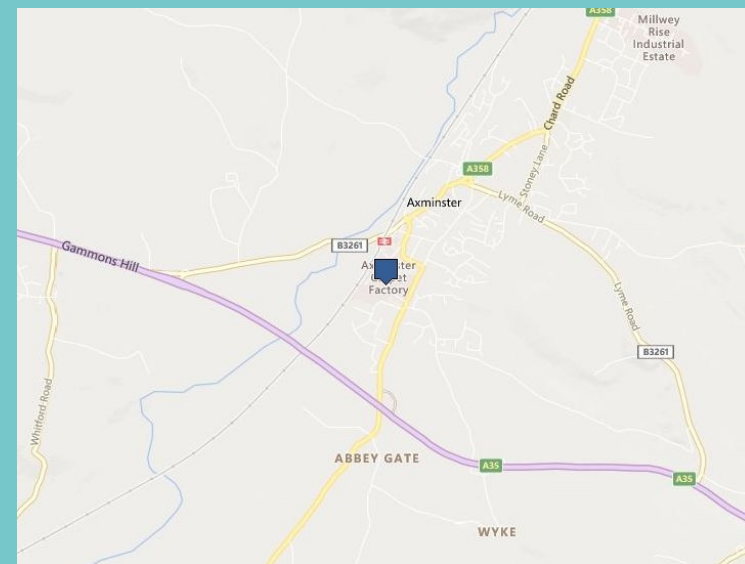 A358
Millwey
Rise
Industrial
Estate
Chard Road
A358
Stoney Lane
Lyme Road
Axminster
B3261
Gammons Hill
Factory
Lyme Road
B3261
Whitford Road
ABBEY GATE
A35
A35
WYKE